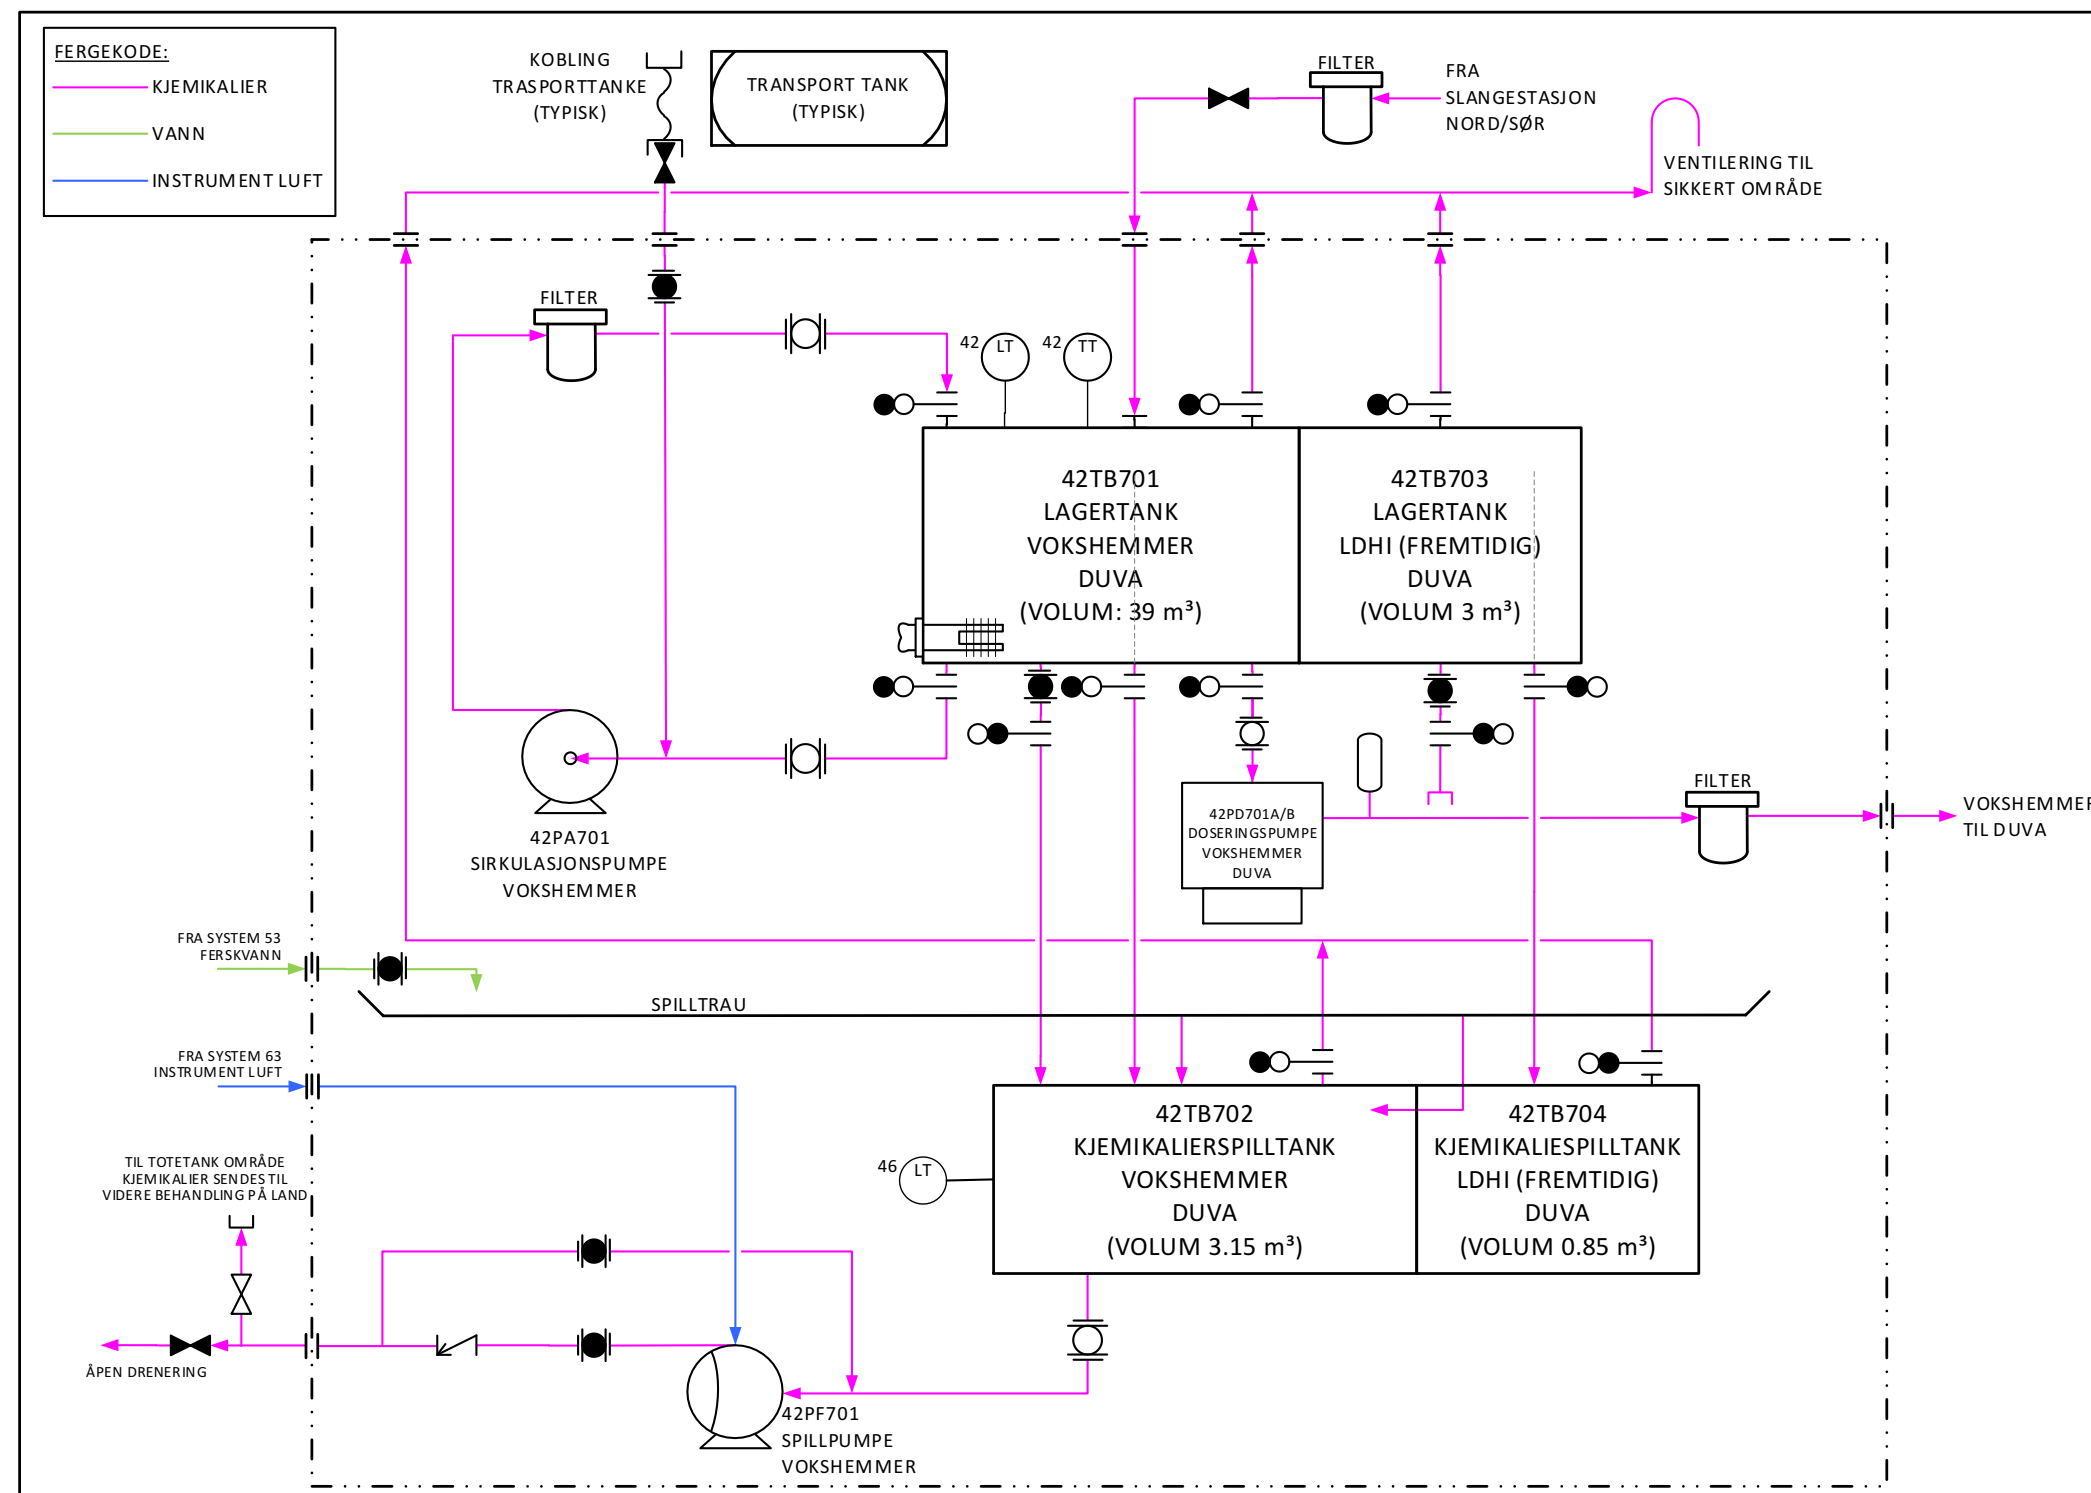 FERGEKODE:
KJEMIKALIER
VANN
INSTRUMENT LUFT
KOBLING
TRASPORTTANKE
(TYPISK)
TRANSPORT TANK
(TYPISK)
FILTER
FRA
SLANGESTASJON
NORD/SØR
VENTILERING TIL
SIKKERT OMRÅDE
FILTER
42
LT
42
TT
42TB701
LAGERTANK
VOKSHEMMER
DUVA
(VOLUM: 39 m³)
42TB703
LAGERTANK
LDHI (FREMTIDIG)
DUVA
(VOLUM 3 m³)
42PA701
SIRKULASJONSPUMPE
VOKSHEMMER
42PD701A/B
DOSERINGSPUMPE
VOKSHEMMER
DUVA
FILTER
VOKSHEMMER
TIL DUVA
FRA SYSTEM 53
FERSKVANN
SPILLTRAU
FRA SYSTEM 63
INSTRUMENT LUFT
TIL TOTETANK OMRÅDE
KJEMIKALIER SENDES TIL
VIDERE BEHANDLING PÅ LAND
46
LT
42TB702
KJEMIKALIERSPILLTANK
VOKSHEMMER
DUVA
(VOLUM 3.15 m³)
42TB704
KJEMIKALIESPILLTANK
LDHI (FREMTIDIG)
DUVA
(VOLUM 0.85 m³)
ÅPEN DRENERING
42PF701
SPILLPUMPE
VOKSHEMMER